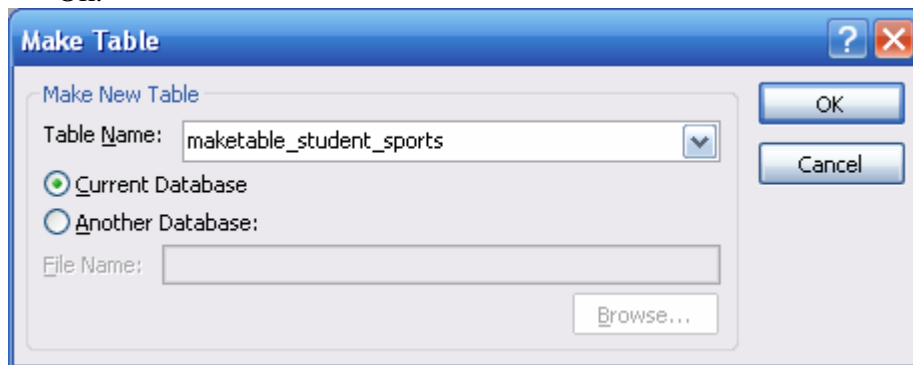 Make Table
Make New Table
OK
Table Name: maketable_student_sports
Cancel
Current Database
Another Database:
File Name:
Browse...